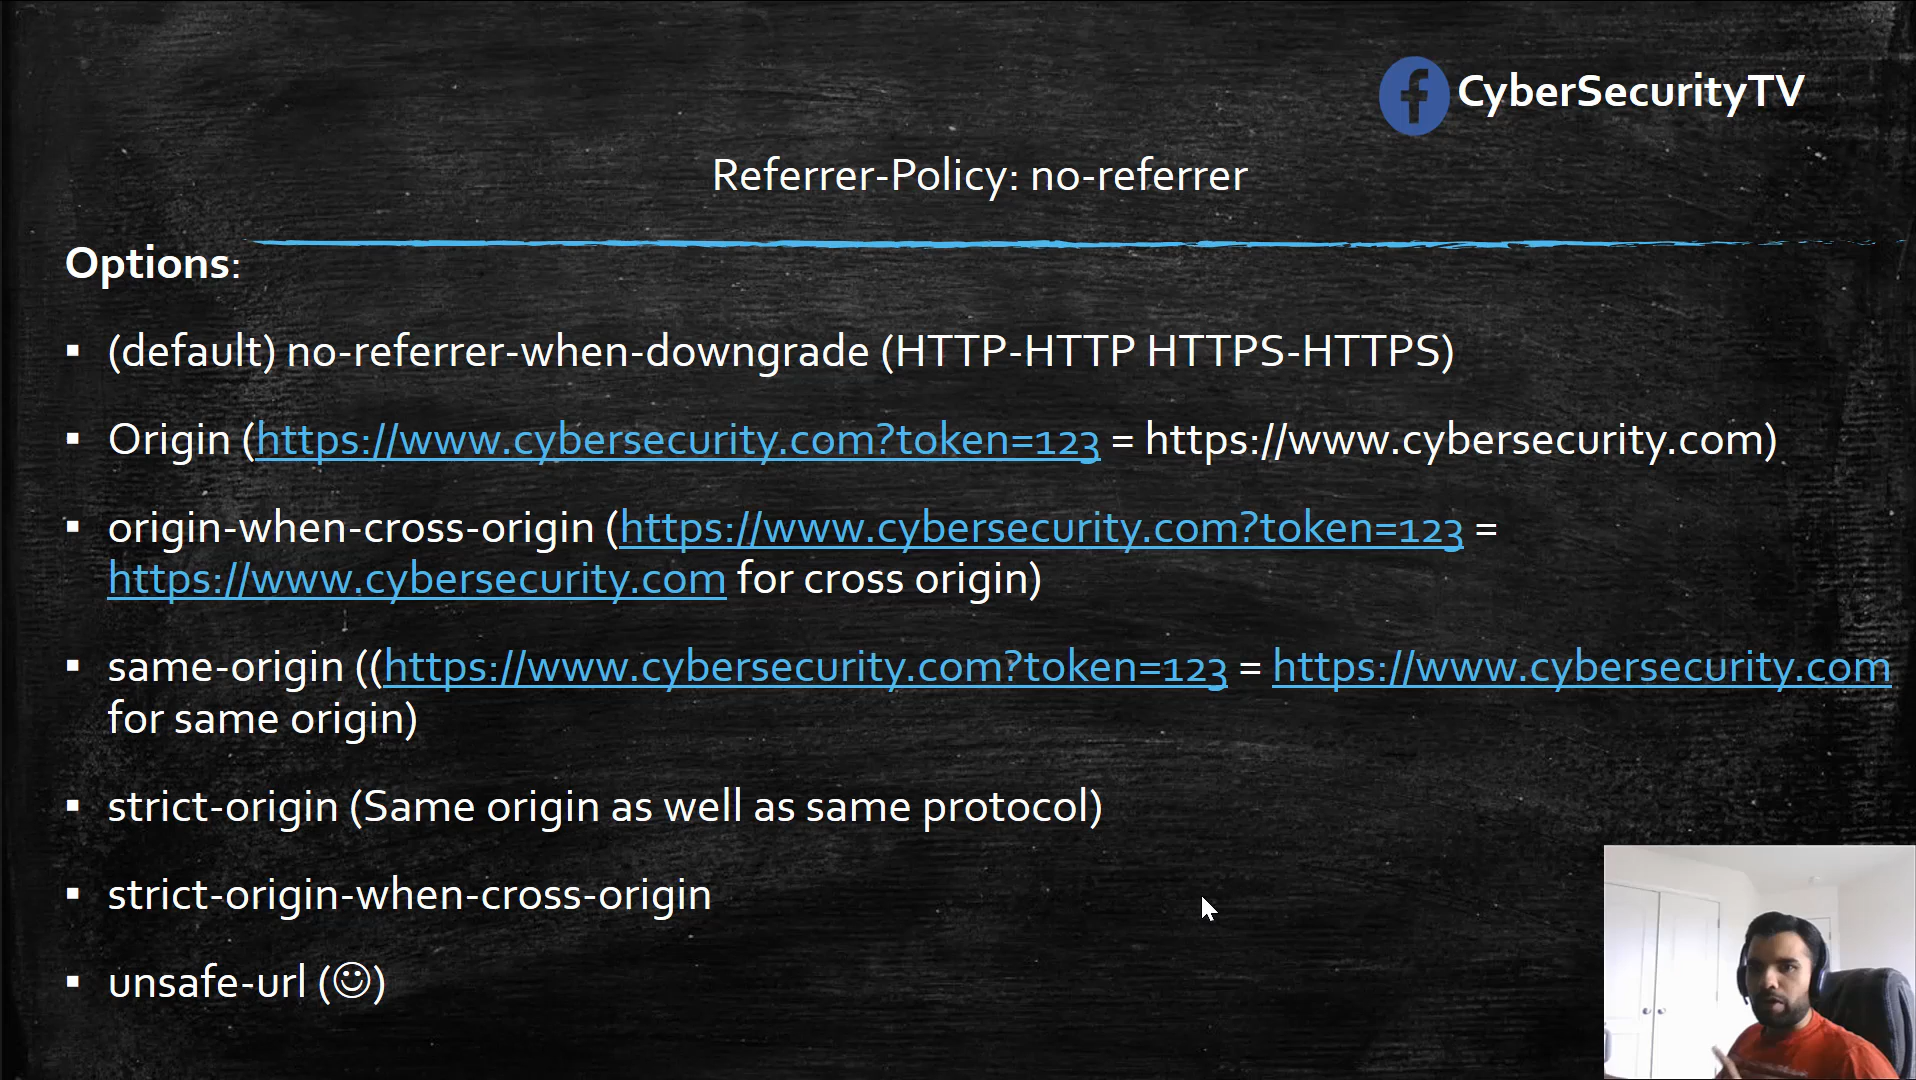 CyberSecurityTV
Referrer-Policy: no-referrer
Options:
▪ (default) no-referrer-when-downgrade (HTTP-HTTP HTTPS-HTTPS)
▪ Origin (https://www.cybersecurity.com?token=123 = https://www.cybersecurity.com)
▪ origin-when-cross-origin (https://www.cybersecurity.com?token=123 =
https://www.cybersecurity.com for cross origin)
▪ same-origin ((https://www.cybersecurity.com?token=123 = https://www.cybersecurity.com
for same origin)
▪ strict-origin (Same origin as well as same protocol)
▪ strict-origin-when-cross-origin
▪ unsafe-url (☺)